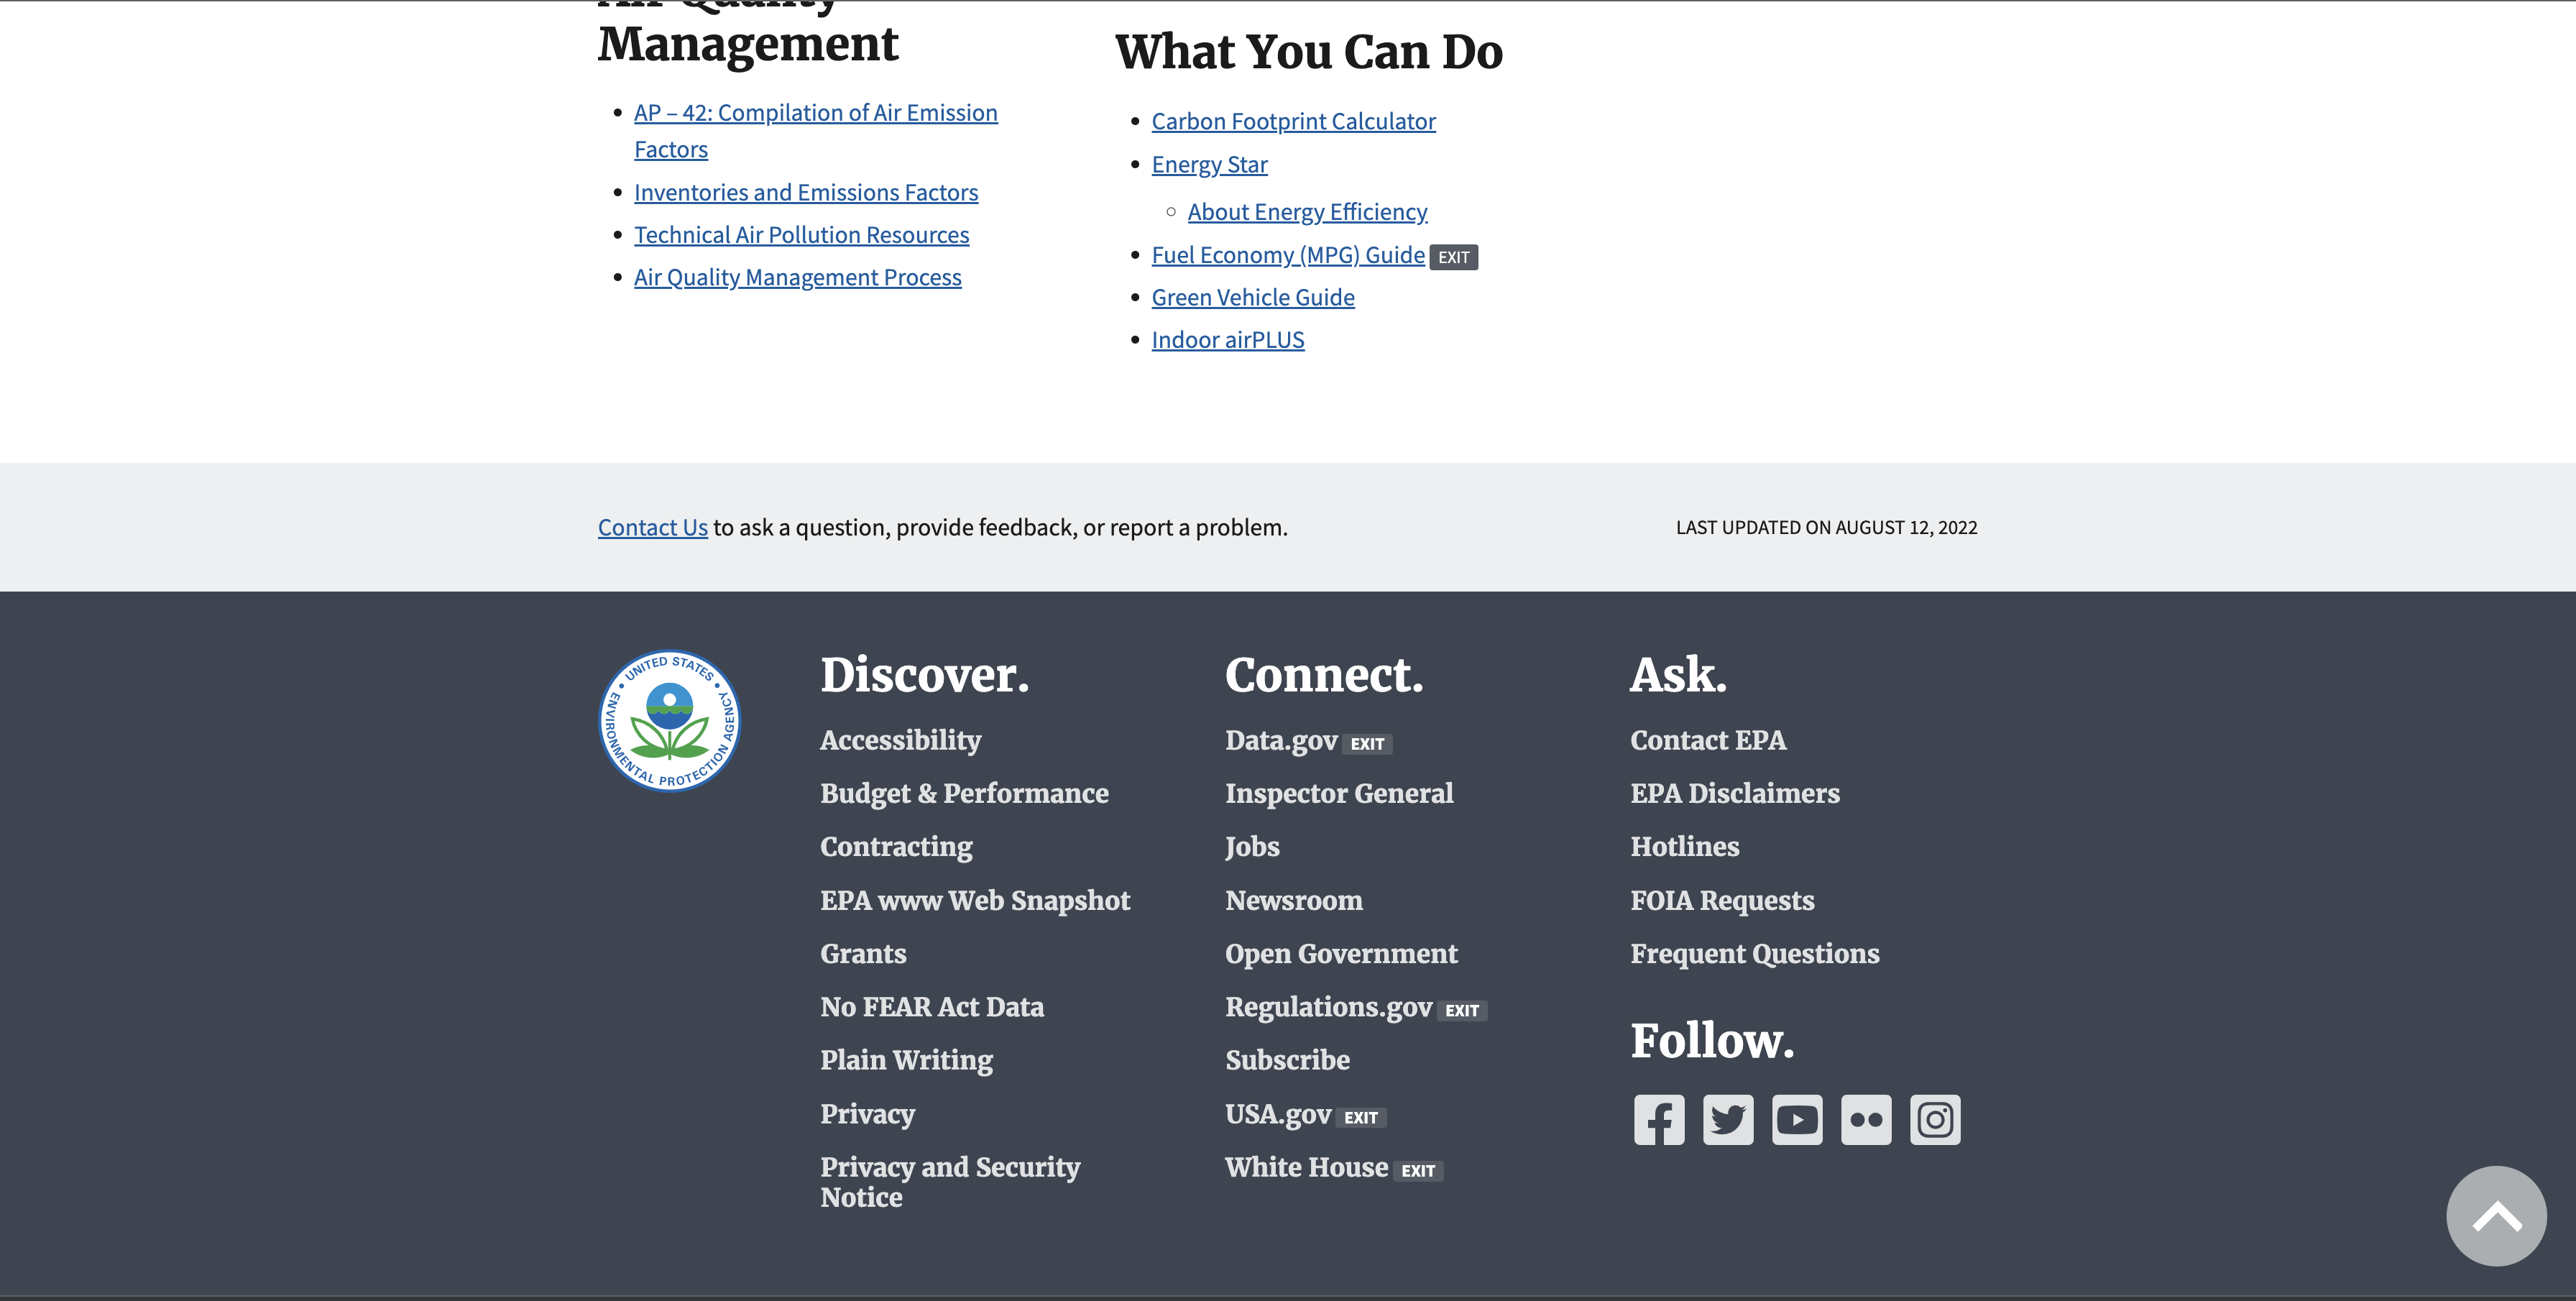 Air Quality
Management
AP – 42: Compilation of Air Emission
Factors
Inventories and Emissions Factors
Technical Air Pollution Resources
Air Quality Management Process
What You Can Do
Carbon Footprint Calculator
Energy Star
About Energy Efficiency
Fuel Economy (MPG) Guide EXIT
Green Vehicle Guide
Indoor airPLUS
Contact Us to ask a question, provide feedback, or report a problem.
LAST UPDATED ON AUGUST 12, 2022
UNITED STATES
ENVIRONMENTAL PROTECTION AGENCY
Discover.
Accessibility
Budget & Performance
Contracting
EPA www Web Snapshot
Grants
No FEAR Act Data
Plain Writing
Privacy
Privacy and Security
Notice
Connect.
Data.gov EXIT
Inspector General
Jobs
Newsroom
Open Government
Regulations.gov EXIT
Subscribe
USA.gov EXIT
White House EXIT
Ask.
Contact EPA
EPA Disclaimers
Hotlines
FOIA Requests
Frequent Questions
Follow.